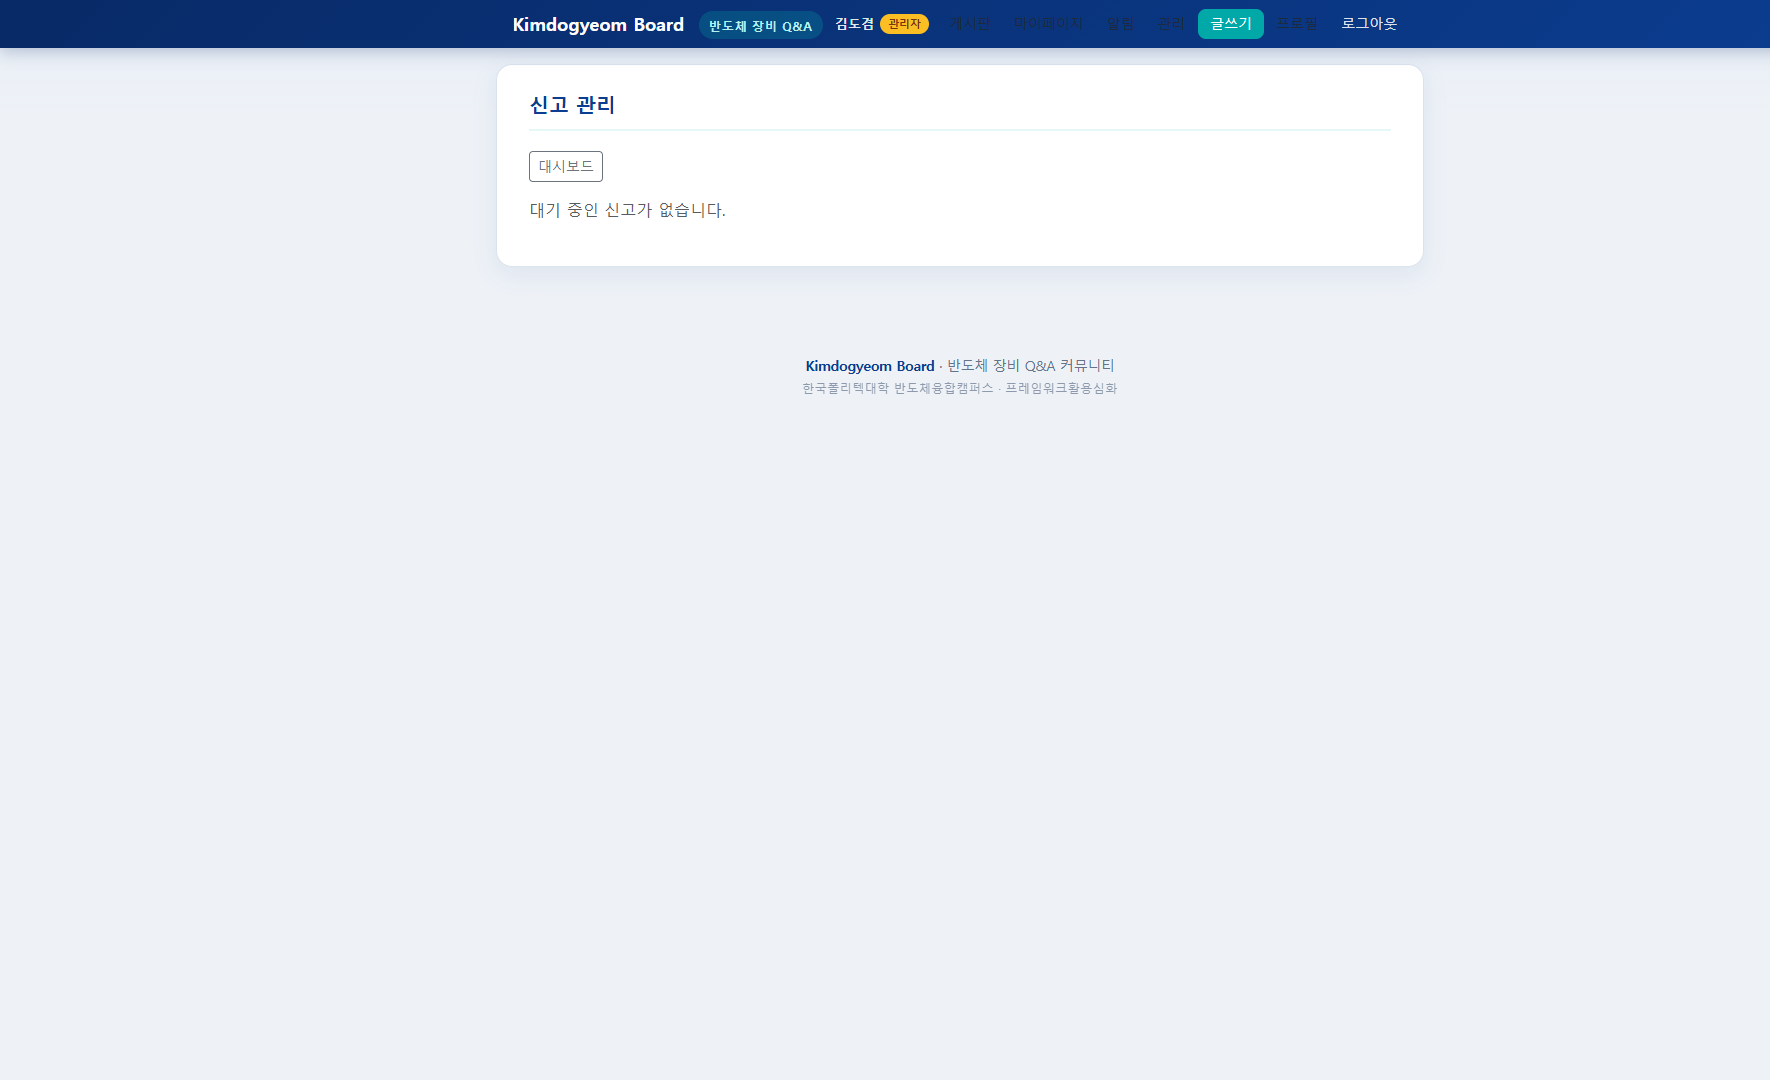 Kimdogyeom Board 반도체 장비 Q&A 김도겸 관리자 게시판 마이페이지 알림 관리 글쓰기 프로필 로그아웃
신고 관리
대시보드
대기 중인 신고가 없습니다.
Kimdogyeom Board · 반도체 장비 Q&A 커뮤니티
한국폴리텍대학 반도체융합캠퍼스 · 프레임워크활용심화